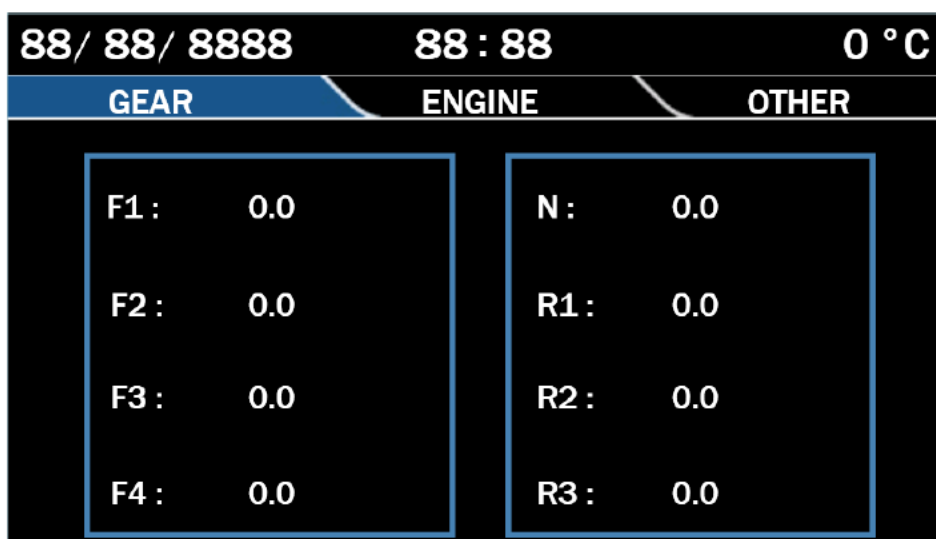 88/ 88/ 8888 88 : 88 0 °C
GEAR ENGINE OTHER
F1 : 0.0 N : 0.0
F2 : 0.0 R1 : 0.0
F3 : 0.0 R2 : 0.0
F4 : 0.0 R3 : 0.0